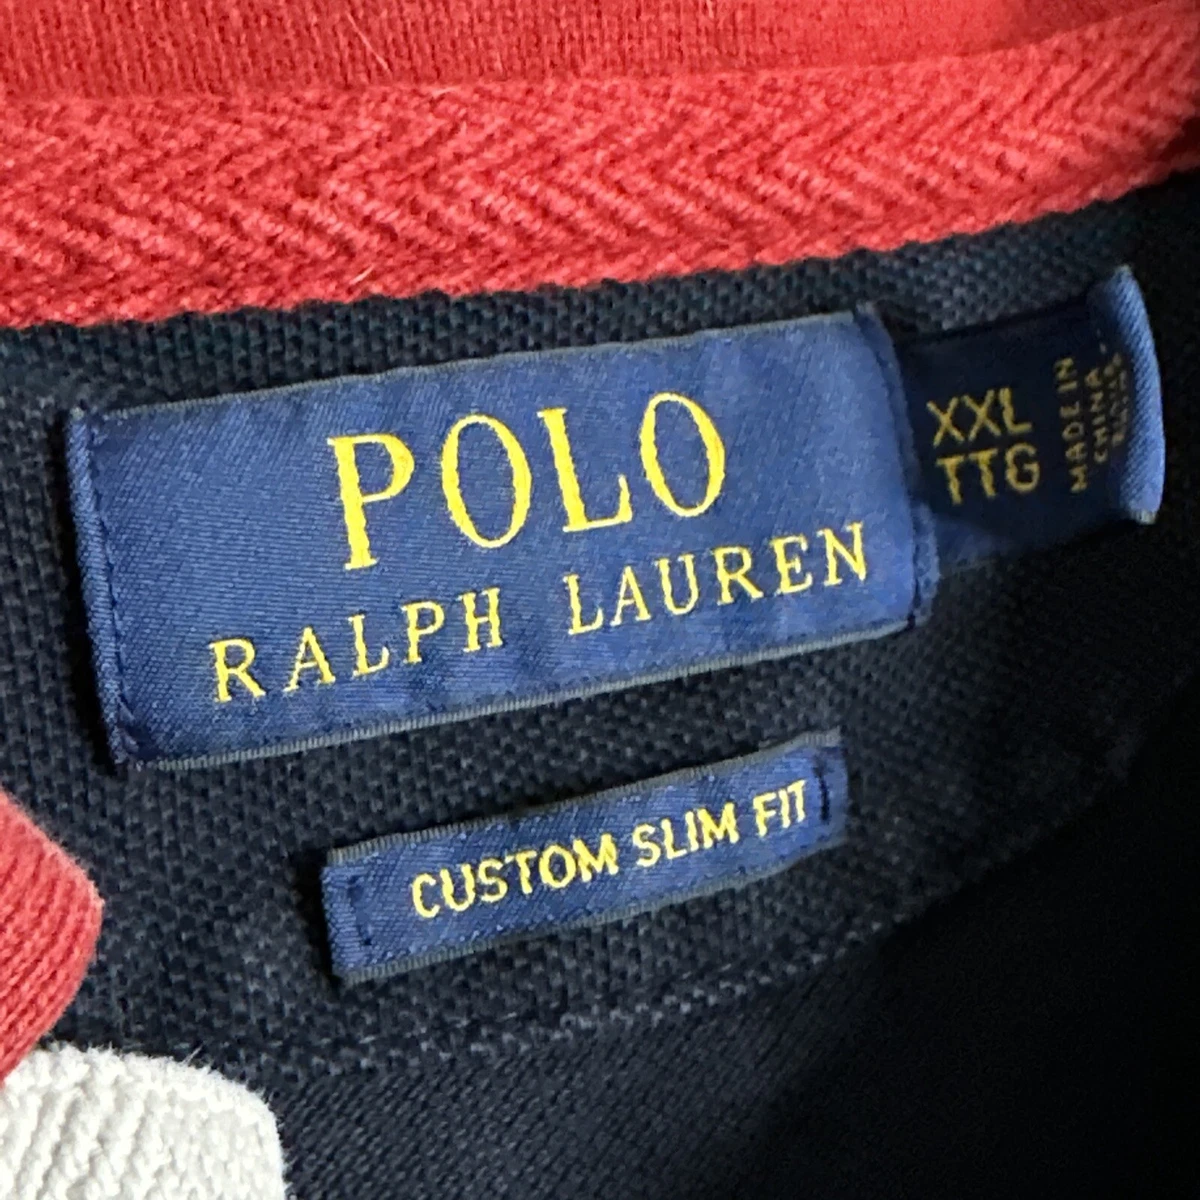 POLO
RALPH LAUREN
XXL
TTG
MADE IN
CHINA
CUSTOM SLIM FIT